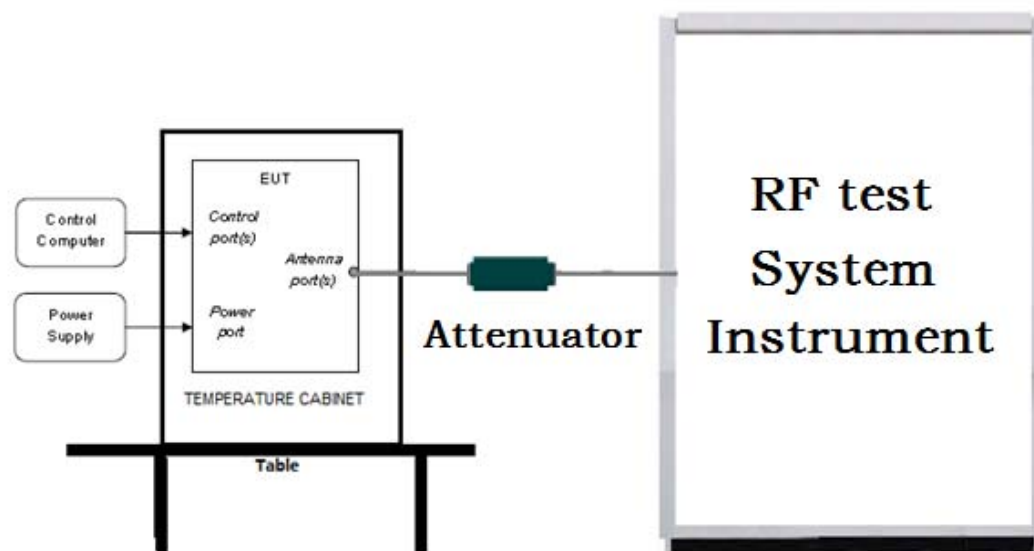 Control
Computer
Power
Supply
EUT
Control
port(s)
Antenna
port(s)
Power
port
TEMPERATURE CABINET
Table
Attenuator
RF test
System
Instrument